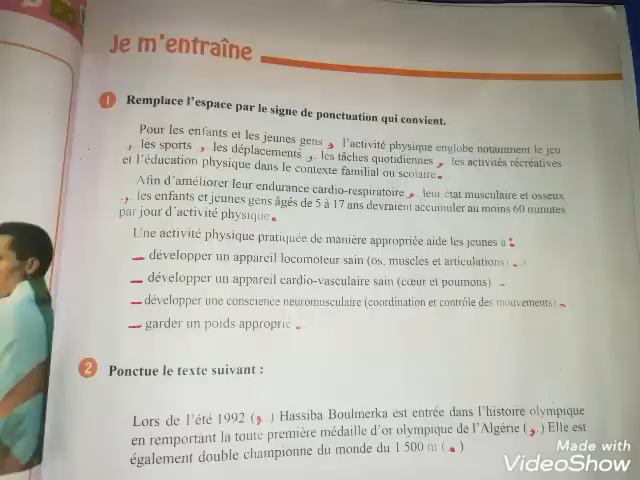 Je m'entraîne
1 Remplace l'espace par le signe de ponctuation qui convient.
Pour les enfants et les jeunes gens , l'activité physique englobe notamment le jeu
, les sports , les déplacements , les tâches quotidiennes , les activités récréatives
et l'éducation physique dans le contexte familial ou scolaire .
Afin d'améliorer leur endurance cardio-respiratoire , leur état musculaire et osseux
, les enfants et jeunes gens âgés de 5 à 17 ans devraient accumuler au moins 60 minutes
par jour d'activité physique .
Une activité physique pratiquée de manière appropriée aide les jeunes à :
– développer un appareil locomoteur sain (os, muscles et articulations) .
– développer un appareil cardio-vasculaire sain (cœur et poumons)
– développer une conscience neuromusculaire (coordination et contrôle des mouvements)
– garder un poids approprié .
2 Ponctue le texte suivant :
Lors de l'été 1992 (,.) Hassiba Boulmerka est entrée dans l'histoire olympique
en remportant la toute première médaille d'or olympique de l'Algérie (,.) Elle est
également double championne du monde du 1 500 m (.)
Made with
VideoShow